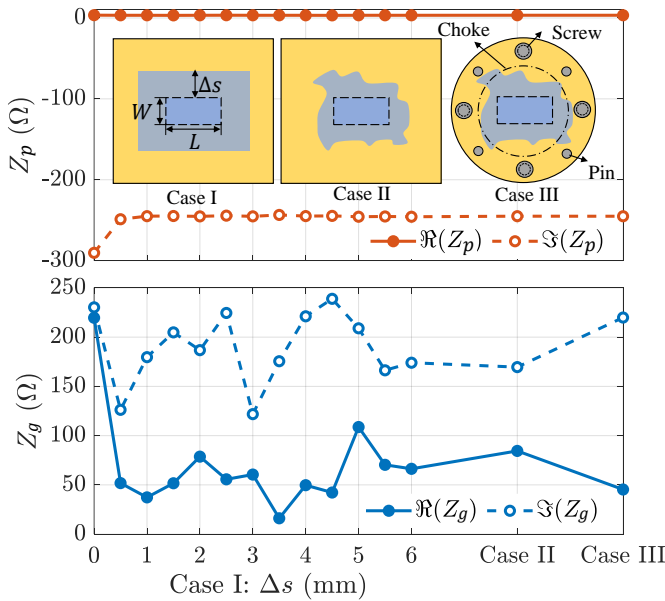 0
-100
-200
-300
Z_p (Ω)
Choke
Screw
Δs
W
L
Pin
Case I
Case II
Case III
ℜ(Z_p)
ℑ(Z_p)
250
200
150
100
50
0
Z_g (Ω)
ℜ(Z_g)
ℑ(Z_g)
0 1 2 3 4 5 6 Case II Case III
Case I: Δs (mm)